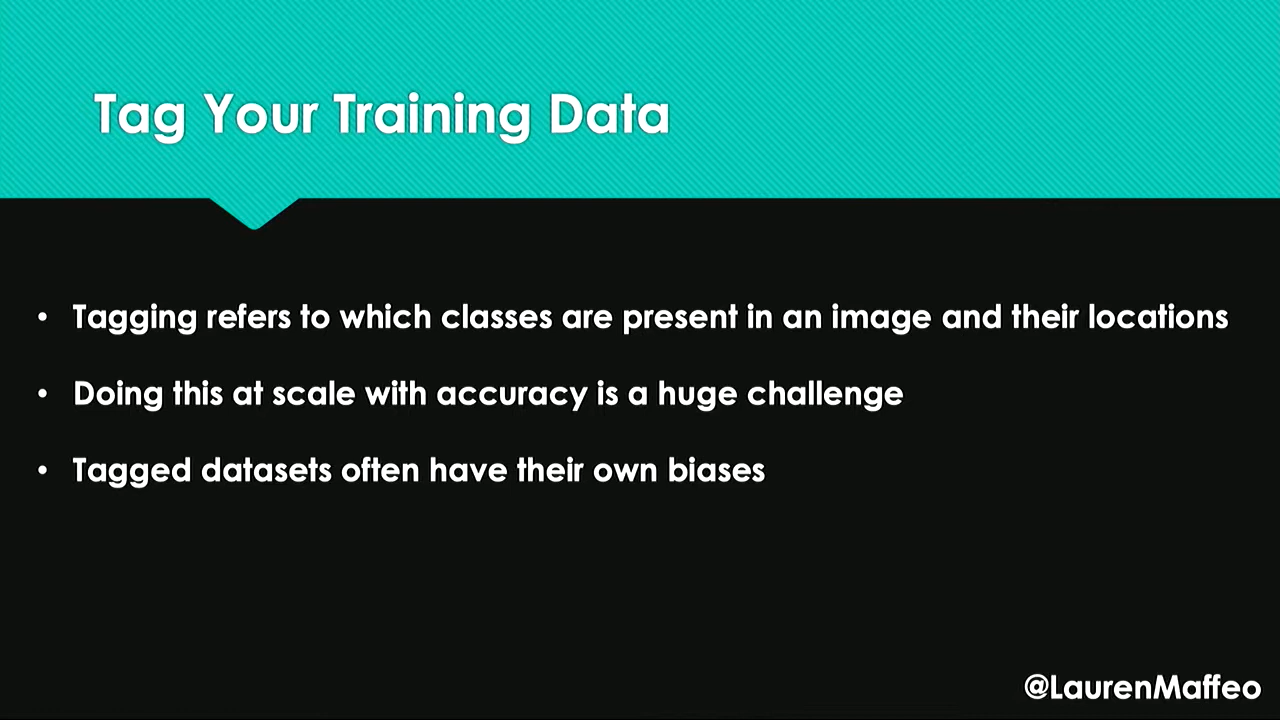 Tag Your Training Data
• Tagging refers to which classes are present in an image and their locations
• Doing this at scale with accuracy is a huge challenge
• Tagged datasets often have their own biases
@LaurenMaffeo